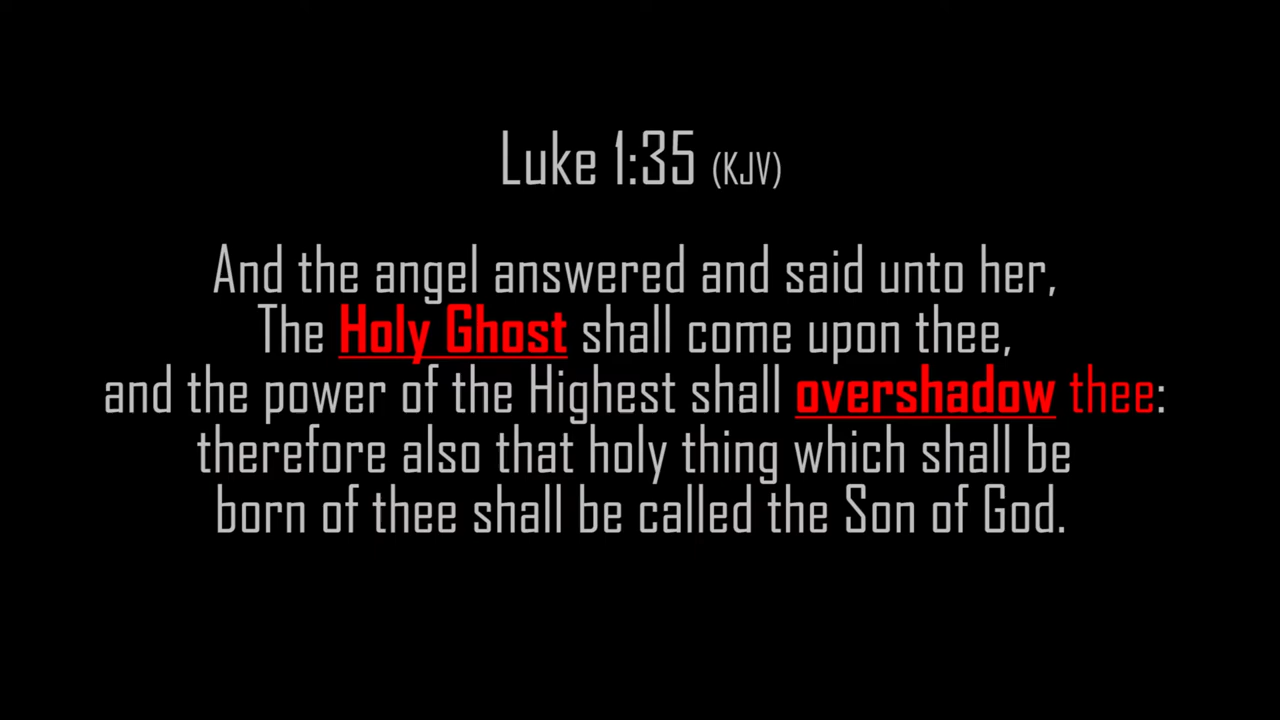 Luke 1:35 (KJV)
And the angel answered and said unto her,
The Holy Ghost shall come upon thee,
and the power of the Highest shall overshadow thee:
therefore also that holy thing which shall be
born of thee shall be called the Son of God.